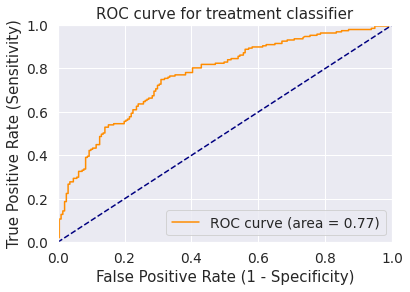 ROC curve for treatment classifier
True Positive Rate (Sensitivity)
1.0
0.8
0.6
0.4
0.2
0.0
ROC curve (area = 0.77)
0.0 0.2 0.4 0.6 0.8 1.0
False Positive Rate (1 - Specificity)